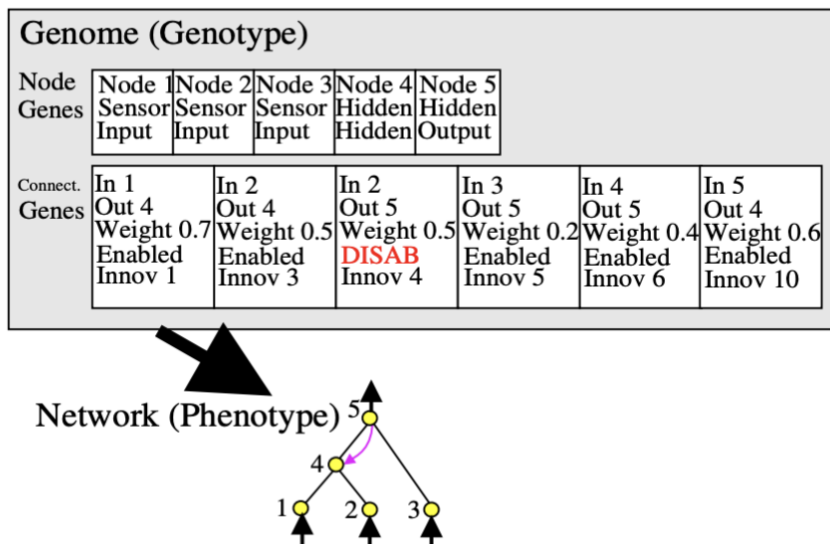 Genome (Genotype)
Node Genes
Node 1 Sensor Input
Node 2 Sensor Input
Node 3 Sensor Input
Node 4 Hidden Hidden
Node 5 Hidden Output
Connect. Genes
In 1
Out 4
Weight 0.7
Enabled
Innov 1
In 2
Out 4
Weight 0.5
Enabled
Innov 3
In 2
Out 5
Weight 0.5
DISAB
Innov 4
In 3
Out 5
Weight 0.2
Enabled
Innov 5
In 4
Out 5
Weight 0.4
Enabled
Innov 6
In 5
Out 4
Weight 0.6
Enabled
Innov 10
Network (Phenotype)
5
4
1
2
3